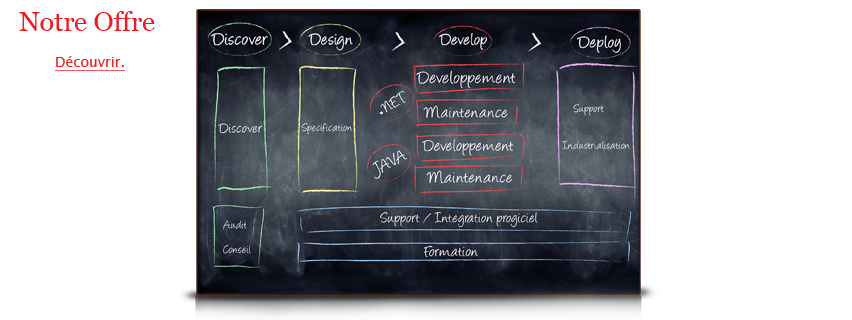 Notre Offre
Découvrir.
Discover > Design > Develop > Deploy
Discover
Specification
.NET
Developpement
Maintenance
JAVA
Developpement
Maintenance
Support
Industrialisation
Audit
Conseil
Support / Integration progiciel
Formation